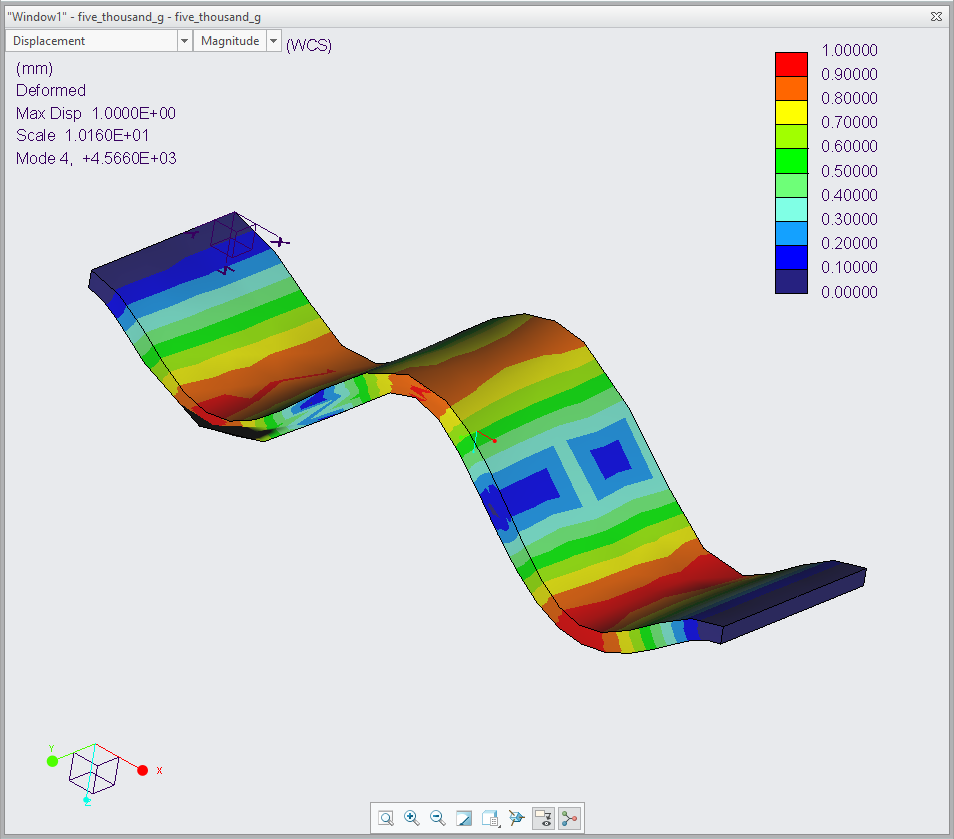 "Window1" - five_thousand_g - five_thousand_g
Displacement Magnitude (WCS)
(mm)
Deformed
Max Disp 1.0000E+00
Scale 1.0160E+01
Mode 4, +4.5660E+03
1.00000
0.90000
0.80000
0.70000
0.60000
0.50000
0.40000
0.30000
0.20000
0.10000
0.00000
Y
X
Z